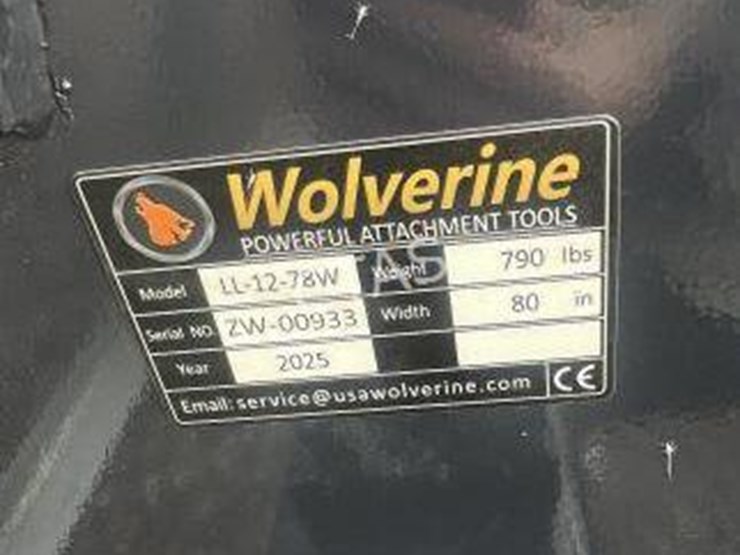 Wolverine
POWERFUL ATTACHMENT TOOLS
Model LL-12-78W Weight 790 lbs
Serial NO. ZW-00933 Width 80 in
Year 2025
Email: service@usawolverine.com CE